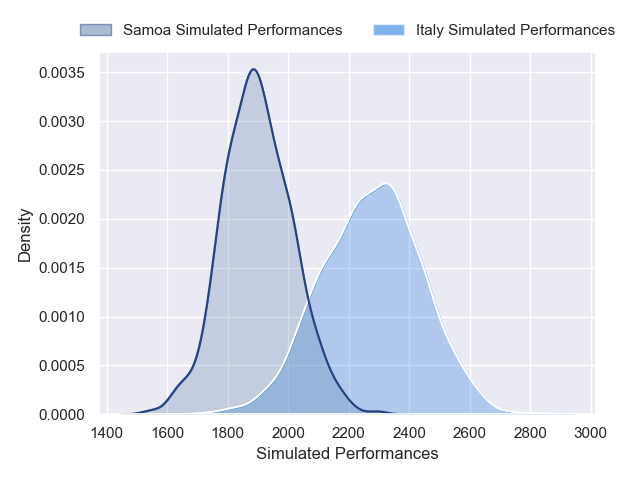 Samoa Simulated Performances Italy Simulated Performances
0.0035
0.0030
0.0025
0.0020
0.0015
0.0010
0.0005
0.0000
Density
1400 1600 1800 2000 2200 2400 2600 2800 3000
Simulated Performances